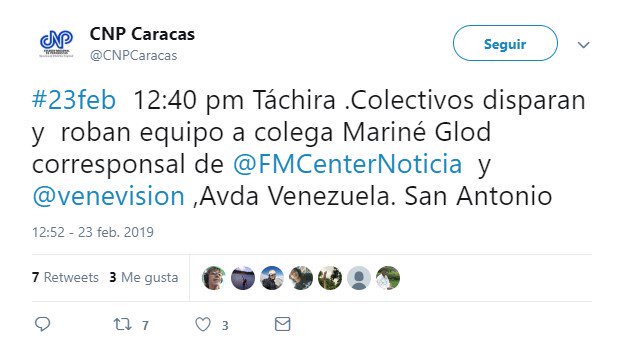 CNP
CNP Caracas
@CNPCaracas
Seguir
#23feb 12:40 pm Táchira .Colectivos disparan
y roban equipo a colega Mariné Glod
corresponsal de @FMCenterNoticia y
@venevision ,Avda Venezuela. San Antonio
12:52 - 23 feb. 2019
7 Retweets 3 Me gusta
7 3